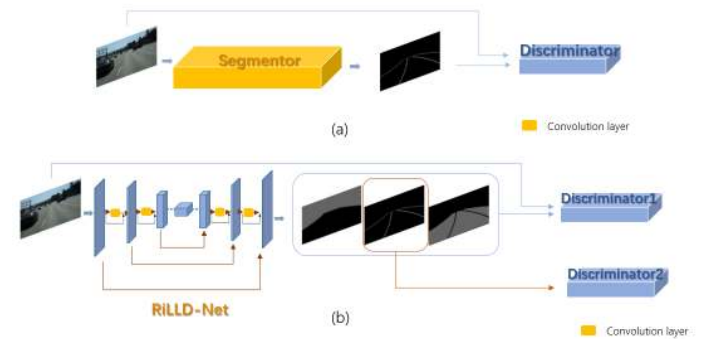 Segmentor
Discriminator
(a)
Convolution layer
Discriminator1
Discriminator2
RiLLD-Net
(b)
Convolution layer